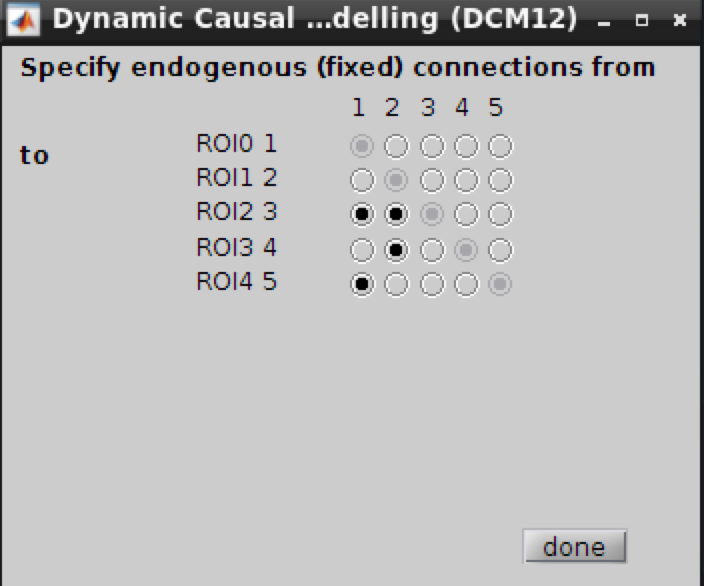 Dynamic Causal ...delling (DCM12)
Specify endogenous (fixed) connections from
1 2 3 4 5
to
ROI0 1
ROI1 2
ROI2 3
ROI3 4
ROI4 5
done